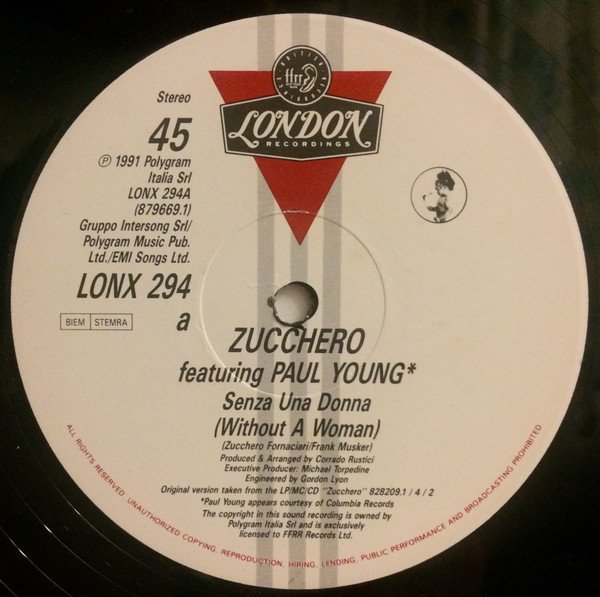 ffrr
LONDON
RECORDINGS
Stereo
45
℗ 1991 Polygram
Italia Srl
LONX 294A
(879669.1)
Gruppo Intersong Srl/
Polygram Music Pub.
Ltd./EMI Songs Ltd.
LONX 294
a
BIEM STEMRA
ZUCCHERO
featuring PAUL YOUNG*
Senza Una Donna
(Without A Woman)
(Zucchero Fornaciari/Frank Musker)
Produced & Arranged by Corrado Rustici
Executive Producer: Michael Torpedine
Engineered by Gordon Lyon
Original version taken from the LP/MC/CD "Zucchero" 828209.1 / 4 / 2
*Paul Young appears courtesy of Columbia Records
The copyright in this sound recording is owned by
Polygram Italia Srl and is exclusively
licensed to FFRR Records Ltd.
ALL RIGHTS RESERVED. UNAUTHORIZED COPYING, REPRODUCTION, HIRING, LENDING, PUBLIC PERFORMANCE AND BROADCASTING PROHIBITED